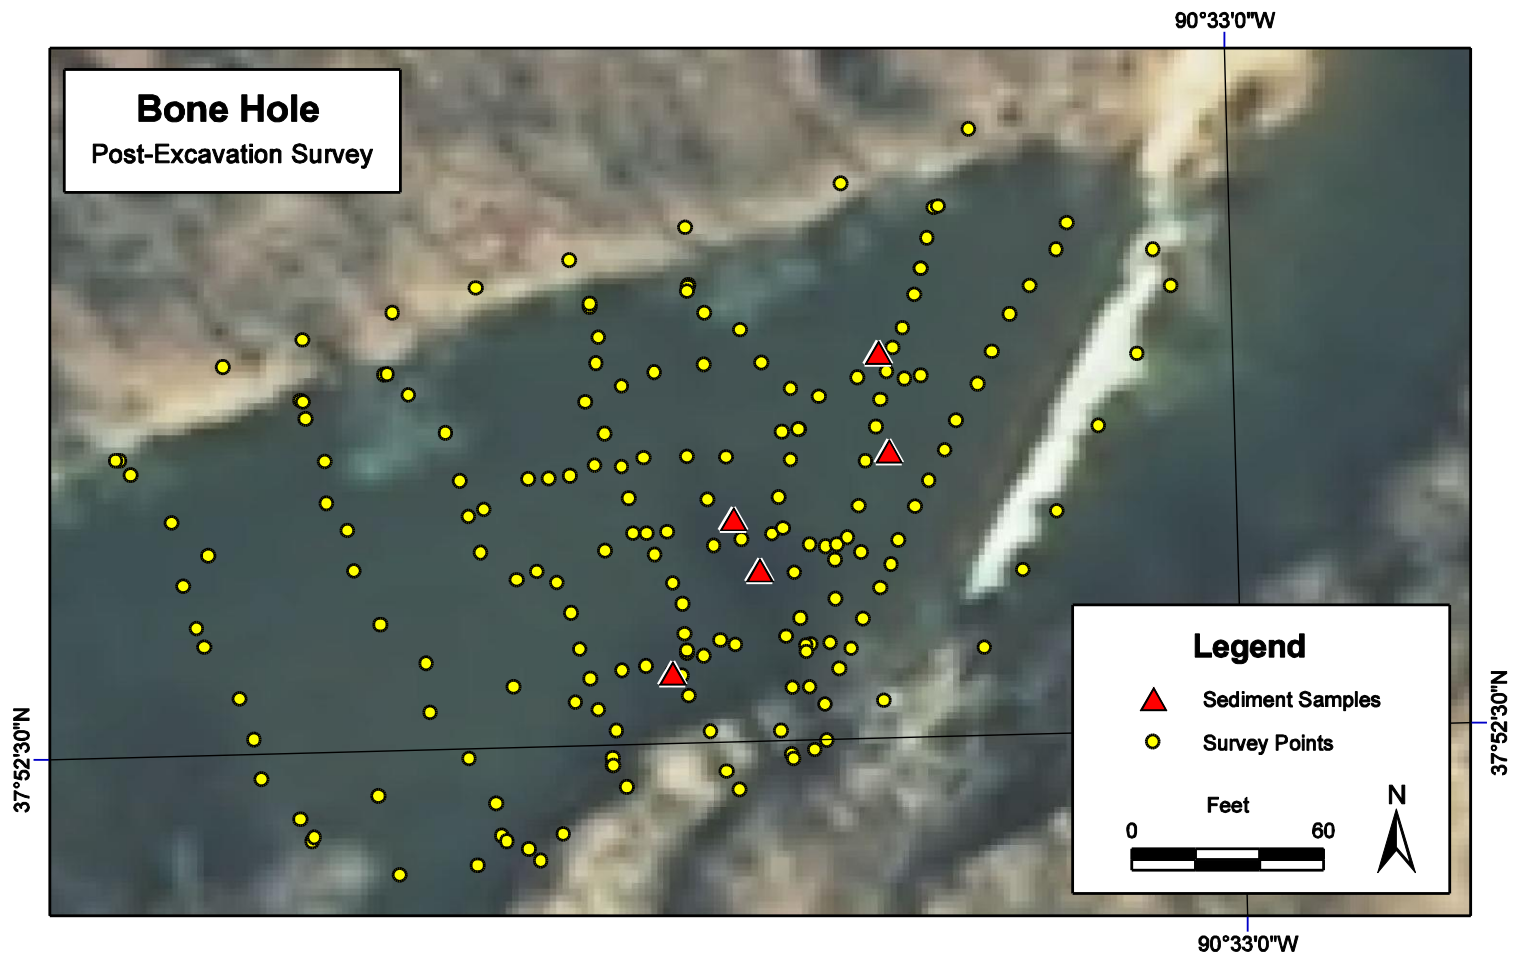 90°33'0"W
Bone Hole
Post-Excavation Survey
37°52'30"N
37°52'30"N
Legend
Sediment Samples
Survey Points
Feet
0 60
N
90°33'0"W